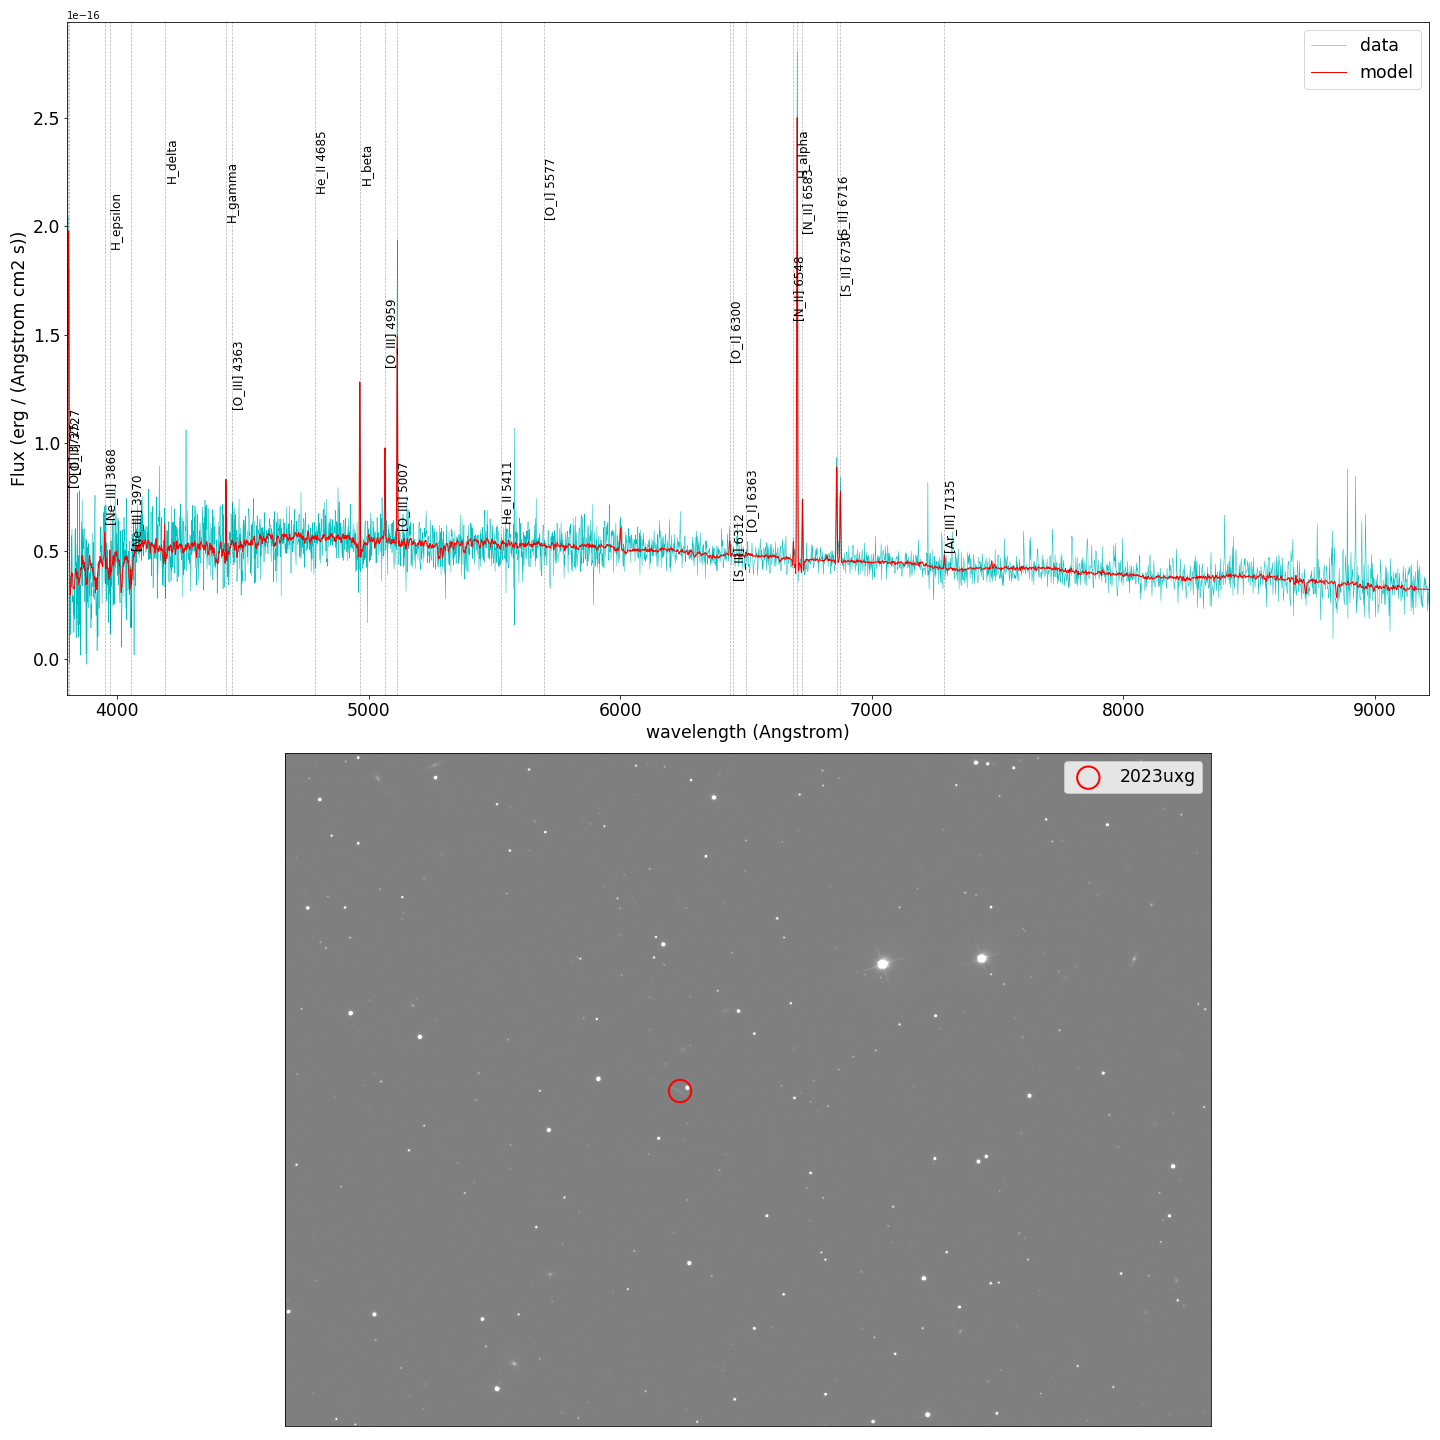 1e−16
data
model
Flux (erg / (Angstrom cm2 s))
2.5
2.0
1.5
1.0
0.5
0.0
H_epsilon
H_delta
H_gamma
[O_III] 4363
He_II 4685
H_beta
[O_III] 4959
[O_III] 5007
He_II 5411
[O_I] 5577
[O_I] 6300
[S_III] 6312
[O_I] 6363
[N_II] 6548
H_alpha
[N_II] 6583
[S_II] 6716
[S_II] 6730
[Ar_III] 7135
[Ne_III] 3868
[Ne_III] 3970
4000
5000
6000
7000
8000
9000
wavelength (Angstrom)
2023uxg